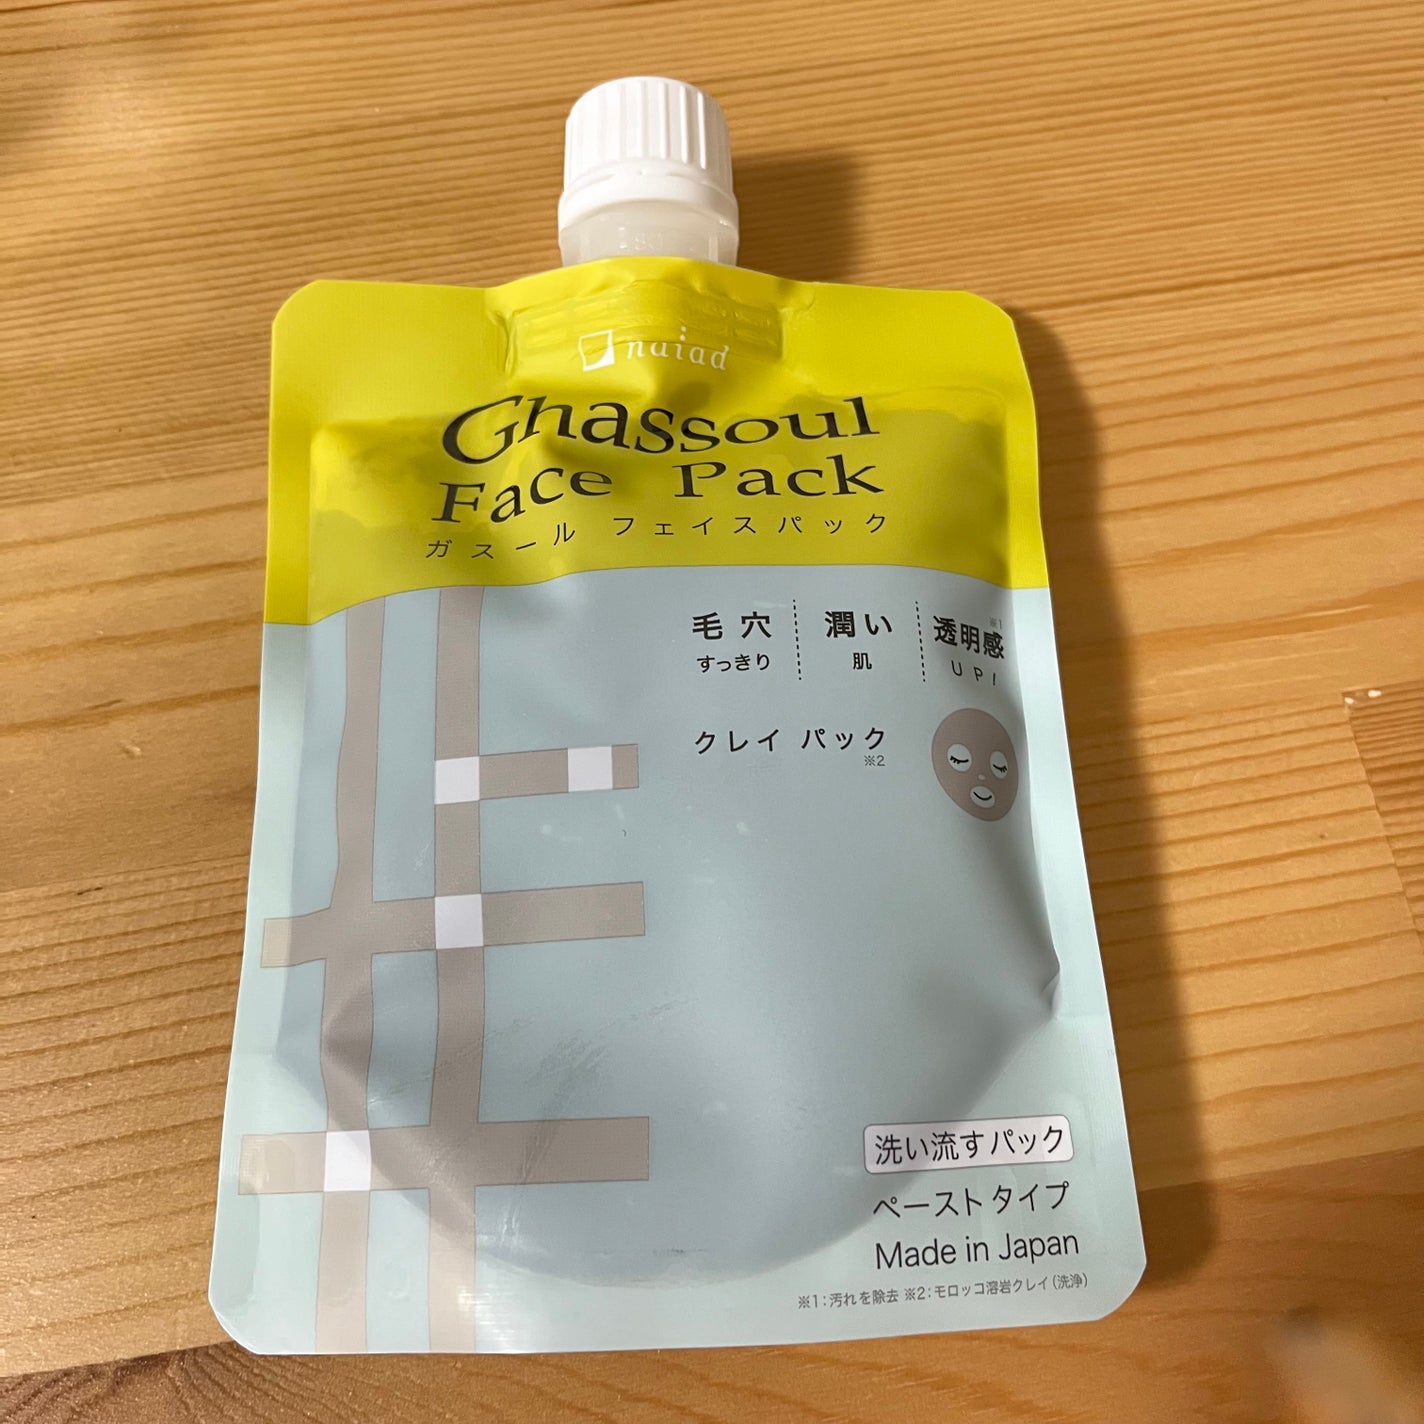 naiad
Ghassoul
Face Pack
ガスール フェイスパック
毛穴 潤い 透明感※1
すっきり 肌 UP!
クレイ パック
※2
洗い流すパック
ペーストタイプ
Made in Japan
※1：汚れを除去 ※2：モロッコ溶岩クレイ（洗浄）